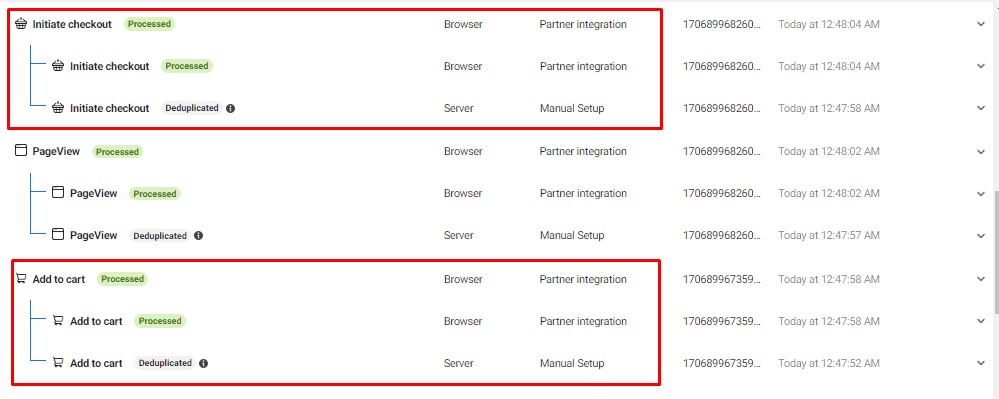 Initiate checkout Processed Browser Partner integration 170689968260... Today at 12:48:04 AM
Initiate checkout Processed Browser Partner integration 170689968260... Today at 12:48:04 AM
Initiate checkout Deduplicated Server Manual Setup 170689968260... Today at 12:47:58 AM
PageView Processed Browser Partner integration 170689968260... Today at 12:48:02 AM
PageView Processed Browser Partner integration 170689968260... Today at 12:48:02 AM
PageView Deduplicated Server Manual Setup 170689968260... Today at 12:47:57 AM
Add to cart Processed Browser Partner integration 170689967359... Today at 12:47:58 AM
Add to cart Processed Browser Partner integration 170689967359... Today at 12:47:58 AM
Add to cart Deduplicated Server Manual Setup 170689967359... Today at 12:47:52 AM